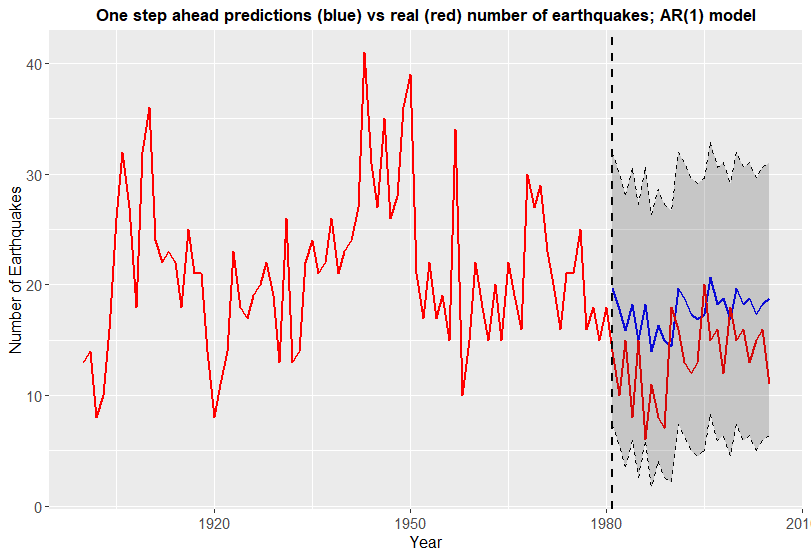 One step ahead predictions (blue) vs real (red) number of earthquakes; AR(1) model
40
30
20
10
0
Number of Earthquakes
1920 1950 1980 201
Year